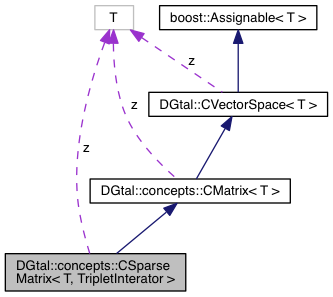 T
boost::Assignable< T >
z
DGtal::CVectorSpace< T >
z
z
DGtal::concepts::CMatrix< T >
DGtal::concepts::CSparse
Matrix< T, TripletInterator >